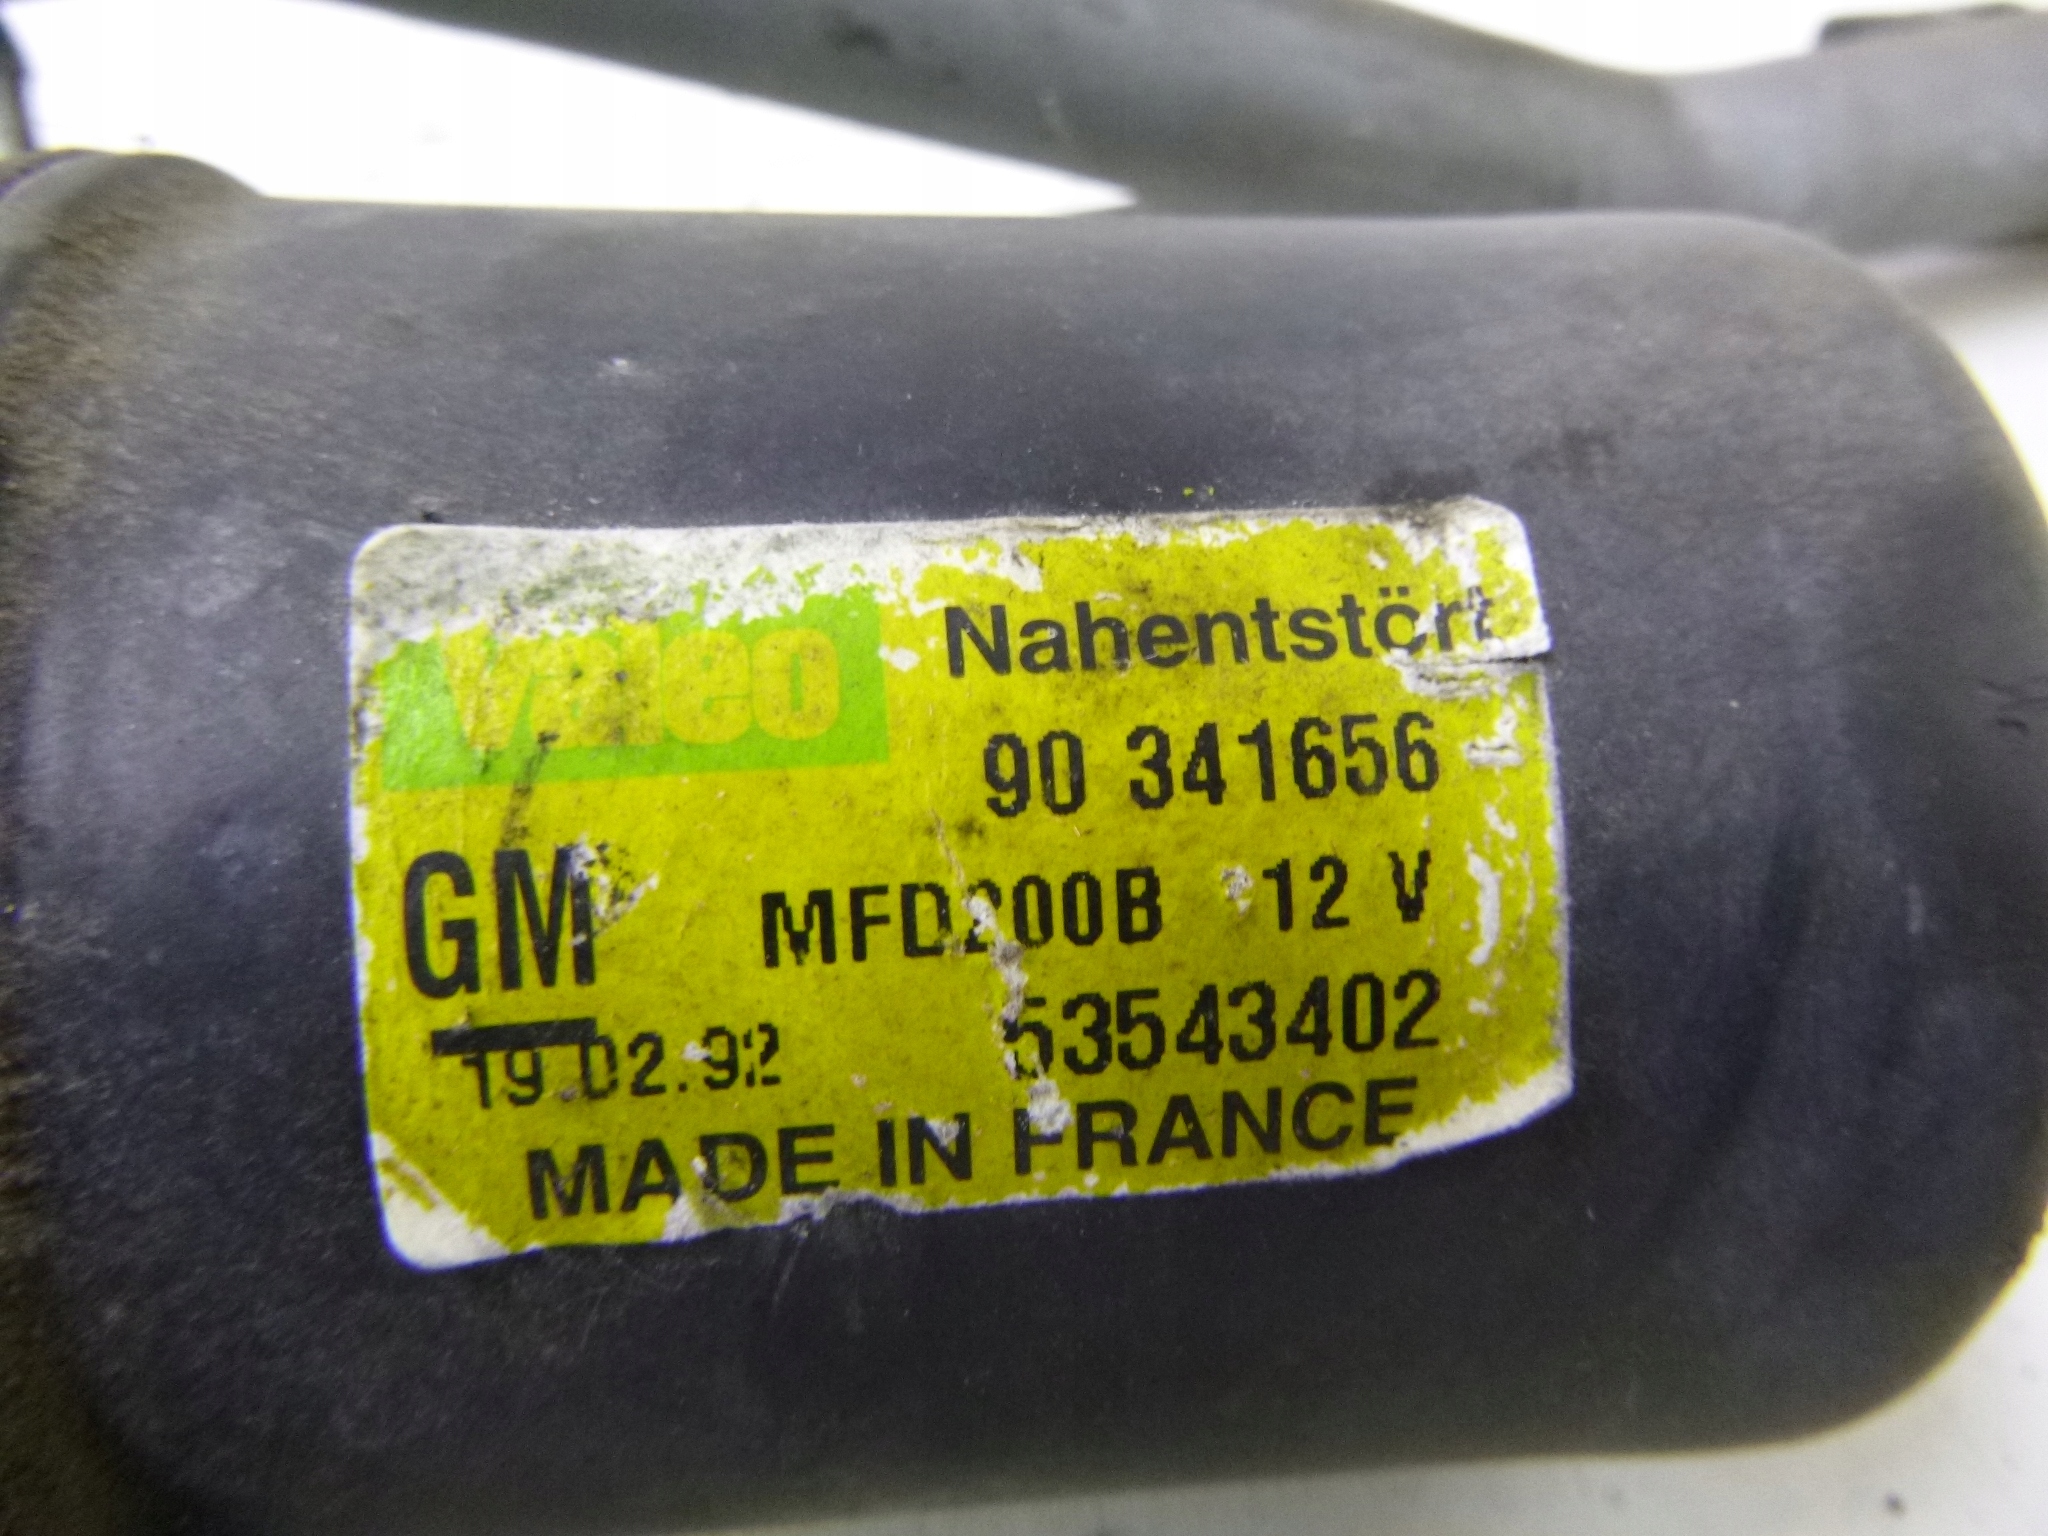 valeo
Nahentstört
90 341656
GM
MFD200B 12 V
19.02.92
53543402
MADE IN FRANCE